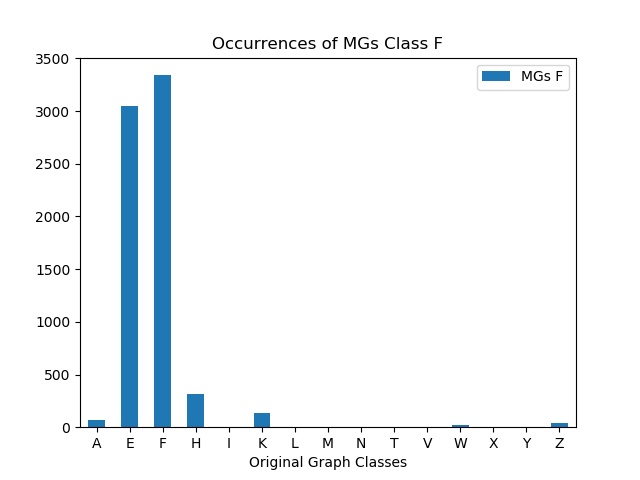 Occurrences of MGs Class F
MGs F
3500
3000
2500
2000
1500
1000
500
0
A E F H I K L M N T V W X Y Z
Original Graph Classes